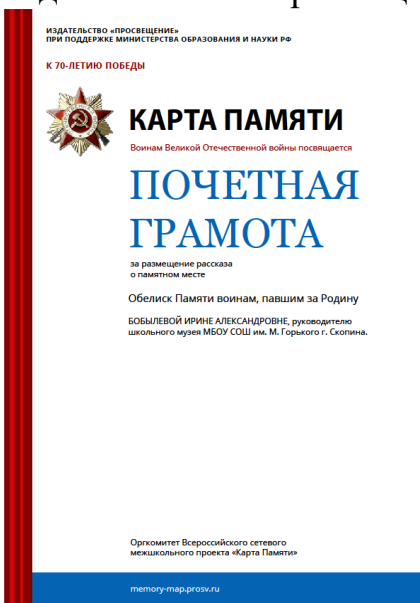 ИЗДАТЕЛЬСТВО «ПРОСВЕЩЕНИЕ»
ПРИ ПОДДЕРЖКЕ МИНИСТЕРСТВА ОБРАЗОВАНИЯ И НАУКИ РФ
К 70-ЛЕТИЮ ПОБЕДЫ
КАРТА ПАМЯТИ
Воинам Великой Отечественной войны посвящается
ПОЧЕТНАЯ
ГРАМОТА
за размещение рассказа
о памятном месте
Обелиск Памяти воинам, павшим за Родину
БОБЫЛЕВОЙ ИРИНЕ АЛЕКСАНДРОВНЕ, руководителю
школьного музея МБОУ СОШ им. М. Горького г. Скопина.
Оргкомитет Всероссийского сетевого
межшкольного проекта «Карта Памяти»
memory-map.prosv.ru